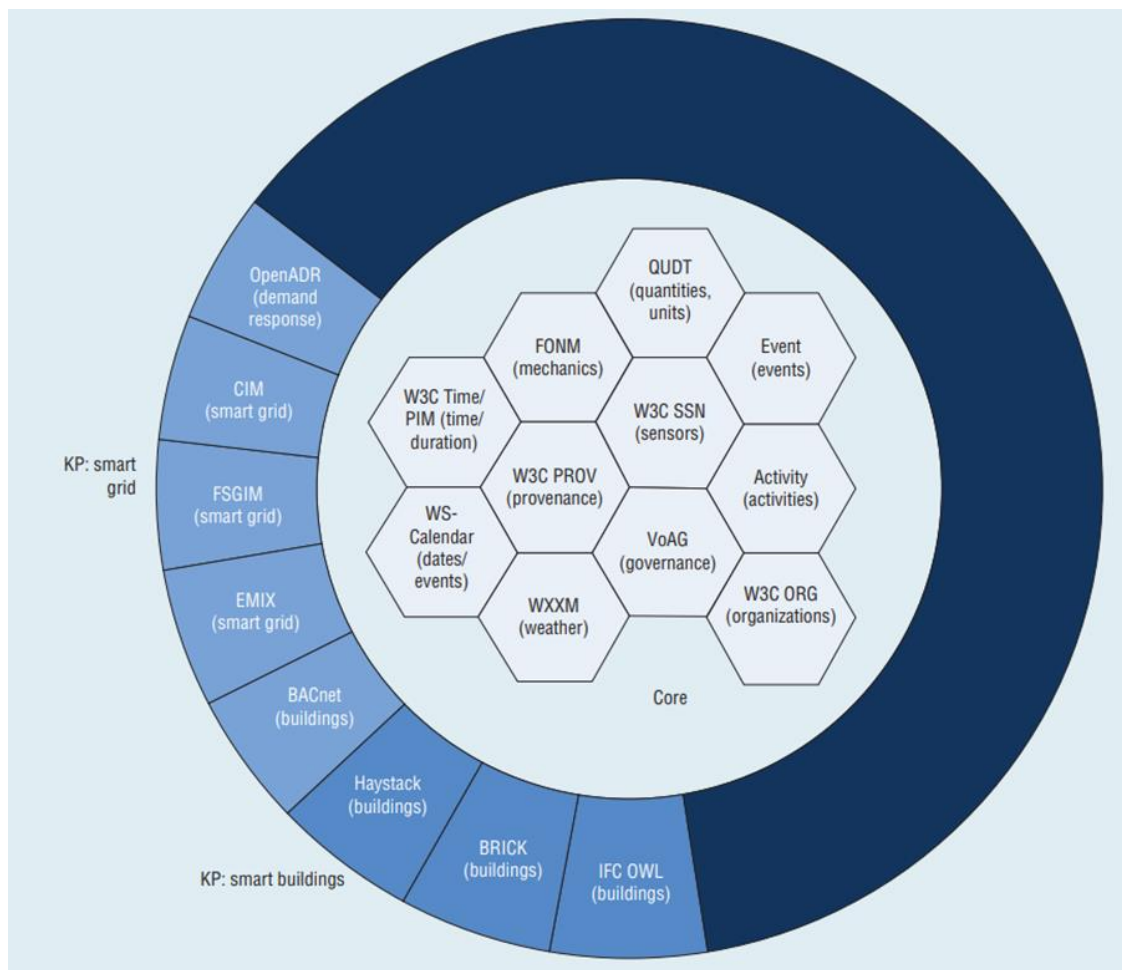 QUDT
(quantities,
units)
FONM
(mechanics)
Event
(events)
W3C Time/
PIM (time/
duration)
W3C SSN
(sensors)
W3C PROV
(provenance)
Activity
(activities)
WS-
Calendar
(dates/
events)
VoAG
(governance)
WXXM
(weather)
W3C ORG
(organizations)
Core
OpenADR
(demand
response)
CIM
(smart grid)
KP: smart
grid
FSGIM
(smart grid)
EMIX
(smart grid)
BACnet
(buildings)
Haystack
(buildings)
BRICK
(buildings)
IFC OWL
(buildings)
KP: smart buildings